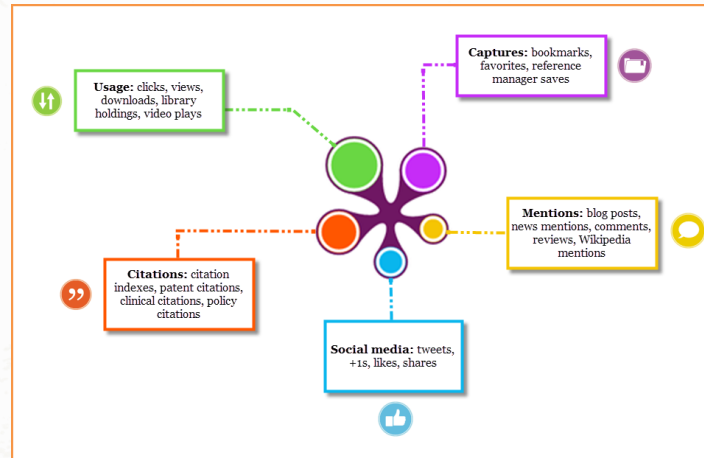 Captures: bookmarks,
favorites, reference
manager saves
Usage: clicks, views,
downloads, library
holdings, video plays
Mentions: blog posts,
news mentions, comments,
reviews, Wikipedia
mentions
Citations: citation
indexes, patent citations,
clinical citations, policy
citations
Social media: tweets,
+1s, likes, shares